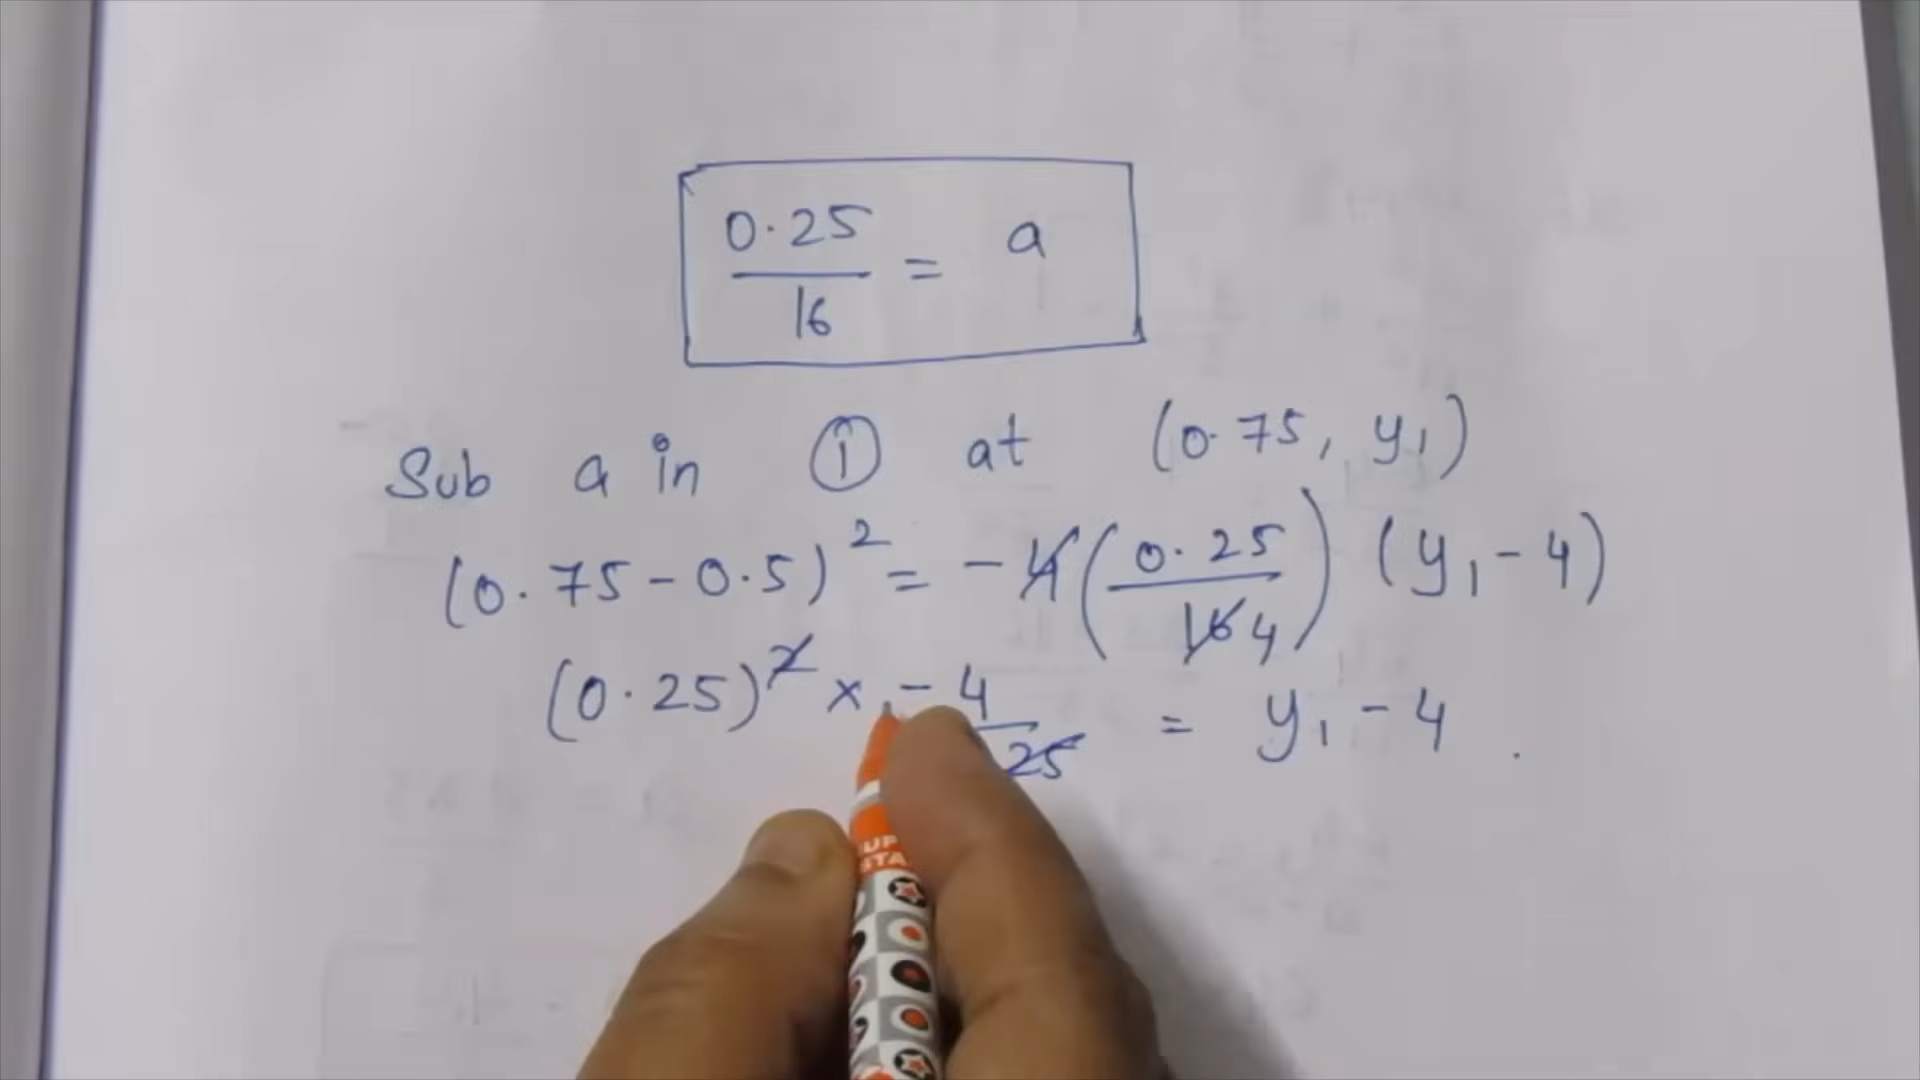 0.25
16 = a
Sub a in ① at (0.75, y₁)
(0.75 - 0.5)² = -4(0.25/16 4) (y₁ - 4)
(0.25)² × -4/25 = y₁ - 4